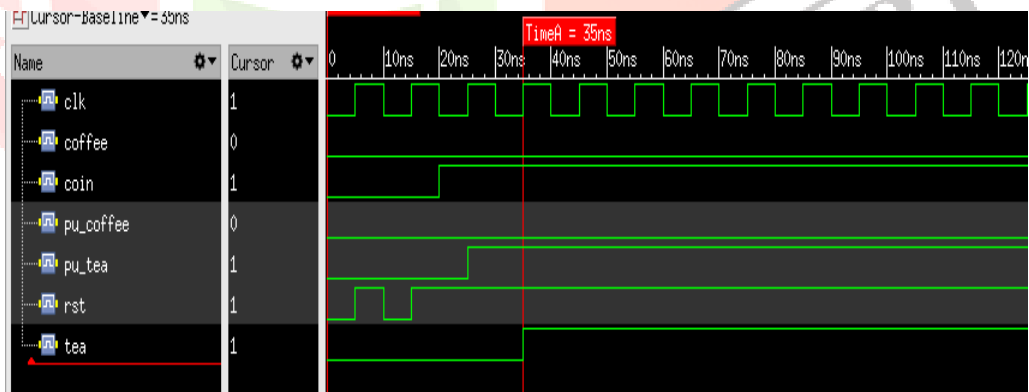 Cursor-Baseline▼=35ns
TimeA = 35ns
Name Cursor 0 10ns 20ns 30ns 40ns 50ns 60ns 70ns 80ns 90ns 100ns 110ns 120n
clk 1
coffee 0
coin 1
pu_coffee 0
pu_tea 1
rst 1
tea 1